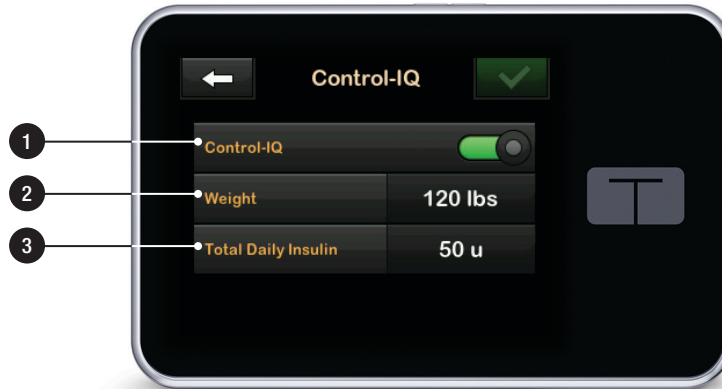 Control-IQ
1
Control-IQ
2
Weight 120 lbs
3
Total Daily Insulin 50 u